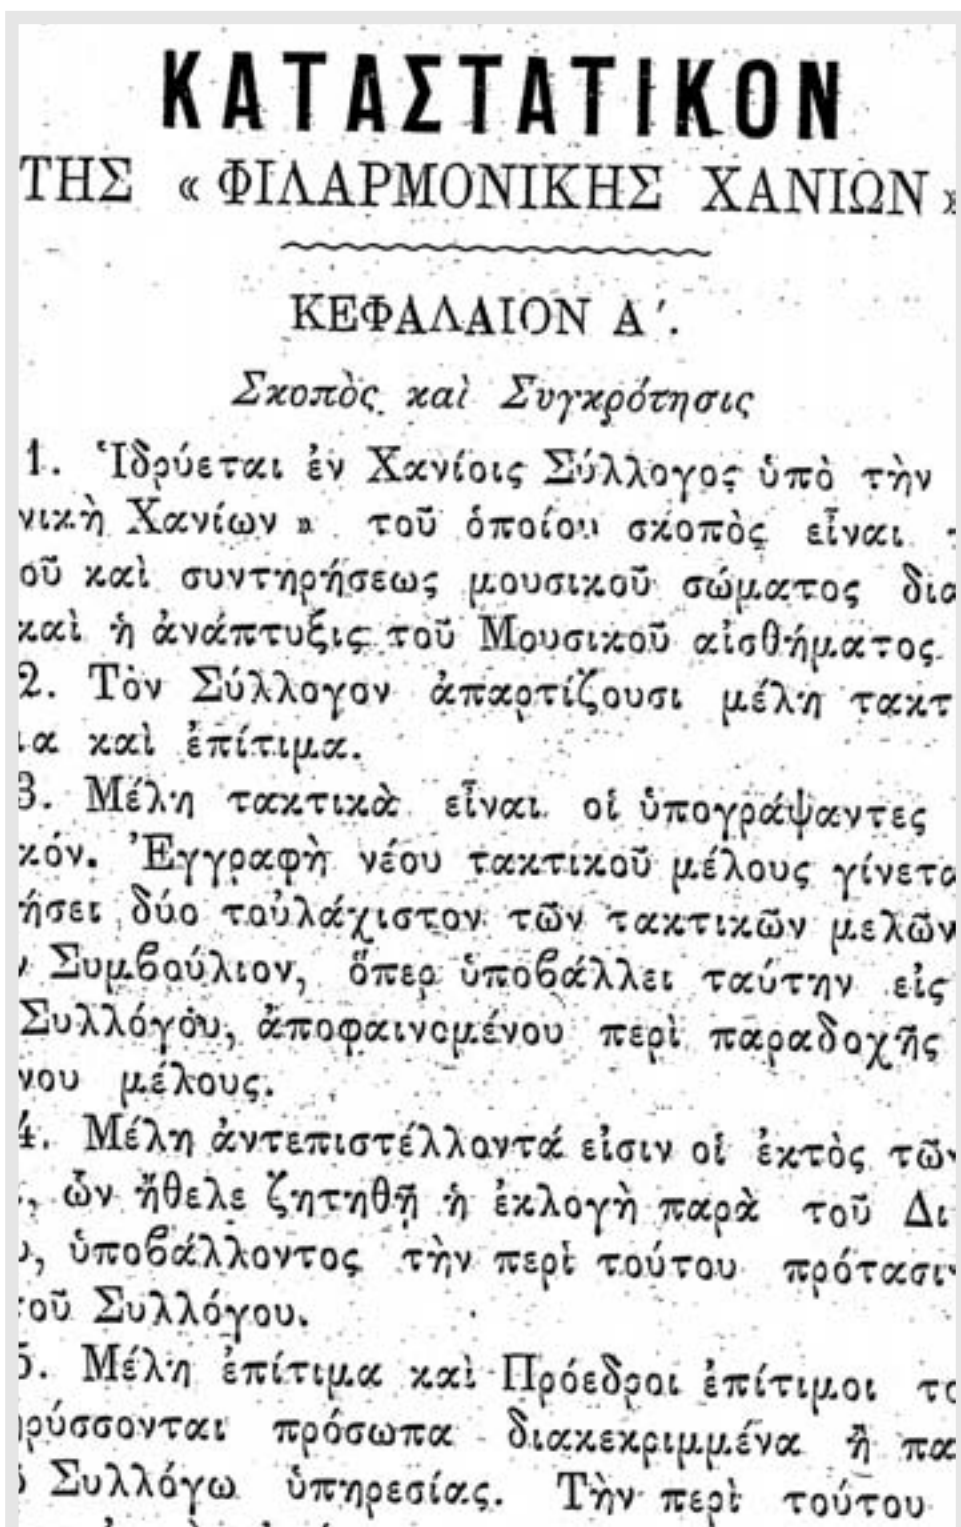 ΚΑΤΑΣΤΑΤΙΚΟΝ
ΤΗΣ « ΦΙΛΑΡΜΟΝΙΚΗΣ ΧΑΝΙΩΝ »
ΚΕΦΑΛΑΙΟΝ Α΄.
Σκοπὸς καὶ Συγκρότησις
1. Ἱδρύεται ἐν Χανίοις Σύλλογος ὑπὸ τὴν
νικὴ Χανίων » τοῦ ὁποίου σκοπὸς εἶναι
οῦ καὶ συντηρήσεως μουσικοῦ σώματος δια
καὶ ἡ ἀνάπτυξις τοῦ Μουσικοῦ αἰσθήματος.
2. Τὸν Σύλλογον ἀπαρτίζουσι μέλη τακτ
ια καὶ ἐπίτιμα.
3. Μέλη τακτικὰ εἶναι οἱ ὑπογράψαντες
κόν. Ἐγγραφὴ νέου τακτικοῦ μέλους γίνετα
ήσει δύο τοὐλάχιστον τῶν τακτικῶν μελῶν
Συμβούλιον, ὅπερ ὑποβάλλει ταύτην εἰς
Συλλόγου, ἀποφαινομένου περὶ παραδοχῆς
νου μέλους.
4. Μέλη ἀντεπιστέλλοντά εἰσιν οἱ ἐκτὸς τῶν
, ὧν ἤθελε ζητηθῆ ἡ ἐκλογὴ παρὰ τοῦ Δι
υ, ὑποβάλλοντος τὴν περὶ τούτου πρότασιν
τοῦ Συλλόγου.
5. Μέλη ἐπίτιμα καὶ Πρόεδροι ἐπίτιμοι το
ηρύσσονται πρόσωπα διακεκριμμένα ἢ πα
Συλλόγω ὑπηρεσίας. Τὴν περὶ τούτου